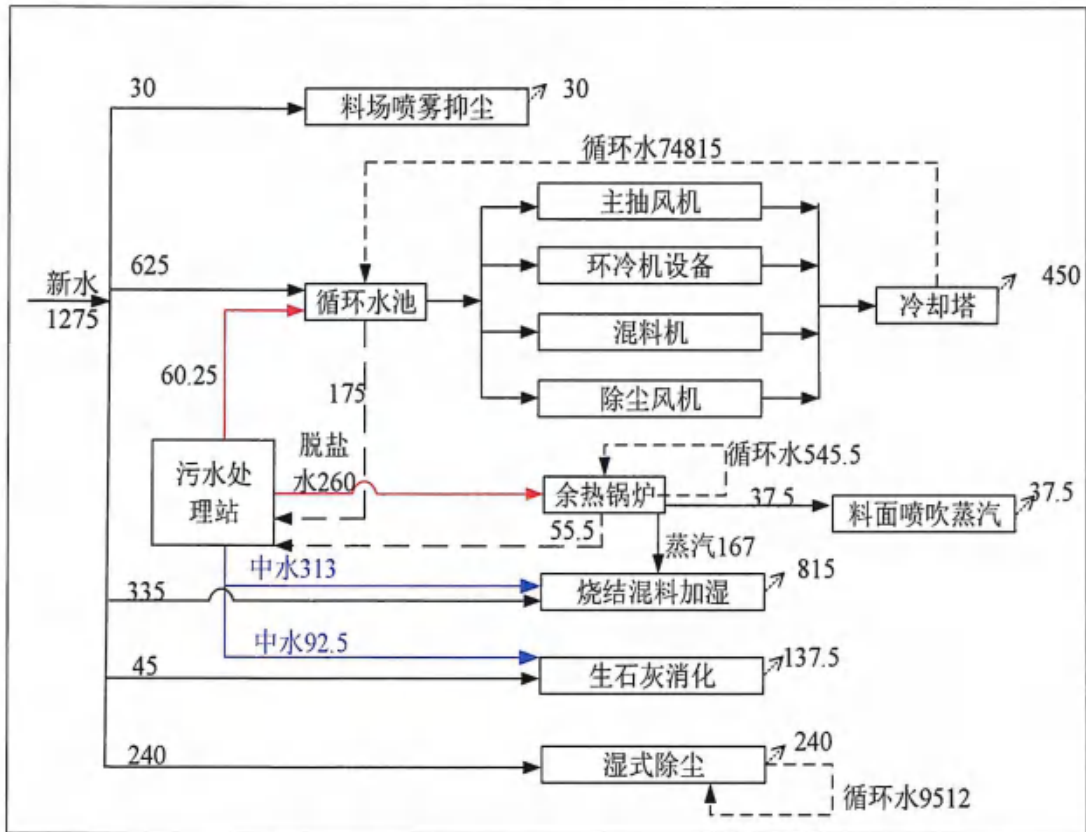 30
料场喷雾抑尘
30
循环水74815
主抽风机
新水
1275
625
循环水池
环冷机设备
冷却塔
450
混料机
60.25
175
除尘风机
污水处
理站
脱盐
水260
余热锅炉
循环水545.5
37.5
料面喷吹蒸汽
37.5
55.5
蒸汽167
中水313
335
烧结混料加湿
815
中水92.5
45
生石灰消化
137.5
240
湿式除尘
240
循环水9512